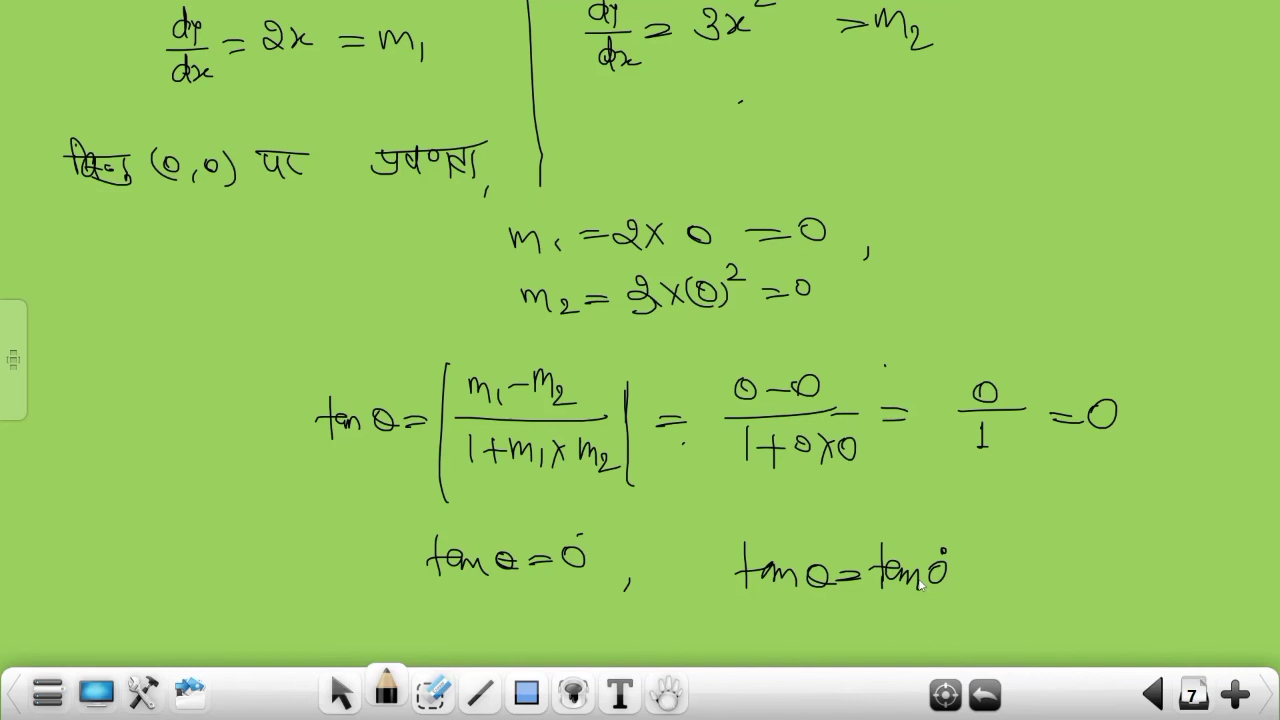 dy/dx = 2x = m₁
dy/dx = 3x² = m₂
बिन्दु (0,0) पर प्रवणता,
m₁ = 2 × 0 = 0,
m₂ = 3×(0)² = 0
tan θ = | (m₁ - m₂) / (1 + m₁ × m₂) | = (0 - 0) / (1 + 0×0) = 0/1 = 0
tan θ = 0, tan θ = tan 0°
T 7